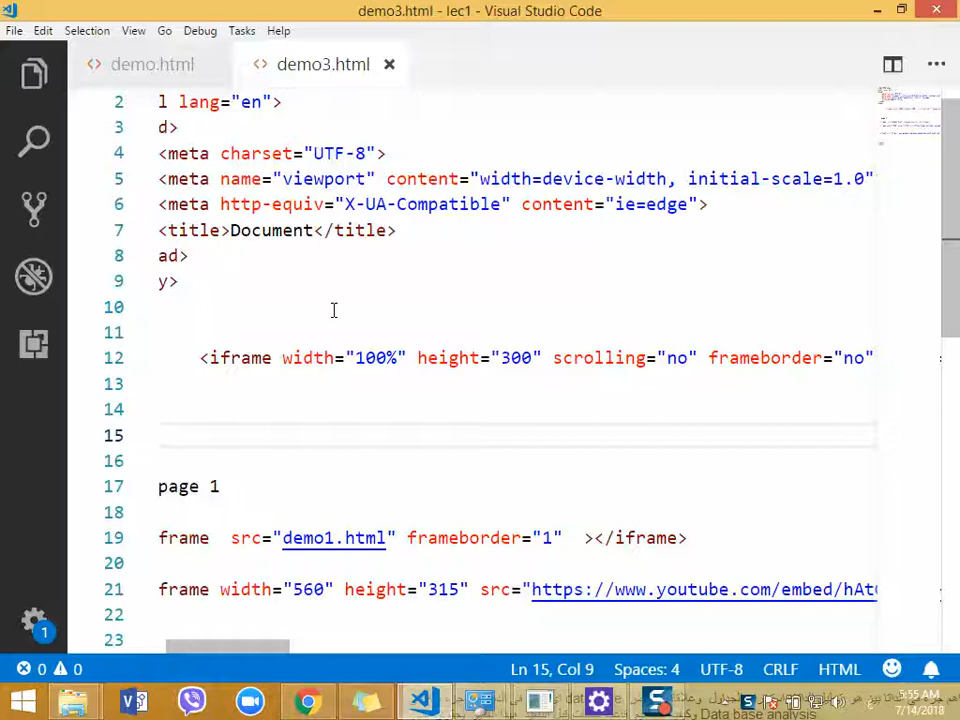 demo3.html - lec1 - Visual Studio Code
File Edit Selection View Go Debug Tasks Help
demo.html demo3.html
2 l lang="en">
3 d>
4 <meta charset="UTF-8">
5 <meta name="viewport" content="width=device-width, initial-scale=1.0"
6 <meta http-equiv="X-UA-Compatible" content="ie=edge">
7 <title>Document</title>
8 ad>
9 y>
10
11
12 <iframe width="100%" height="300" scrolling="no" frameborder="no"
13
14
15
16
17 page 1
18
19 frame src="demo1.html" frameborder="1" ></iframe>
20
21 frame width="560" height="315" src="https://www.youtube.com/embed/hAt
22
23
1
0 0 Ln 15, Col 9 Spaces: 4 UTF-8 CRLF HTML
5:55 AM
7/14/2018
Data base analysis